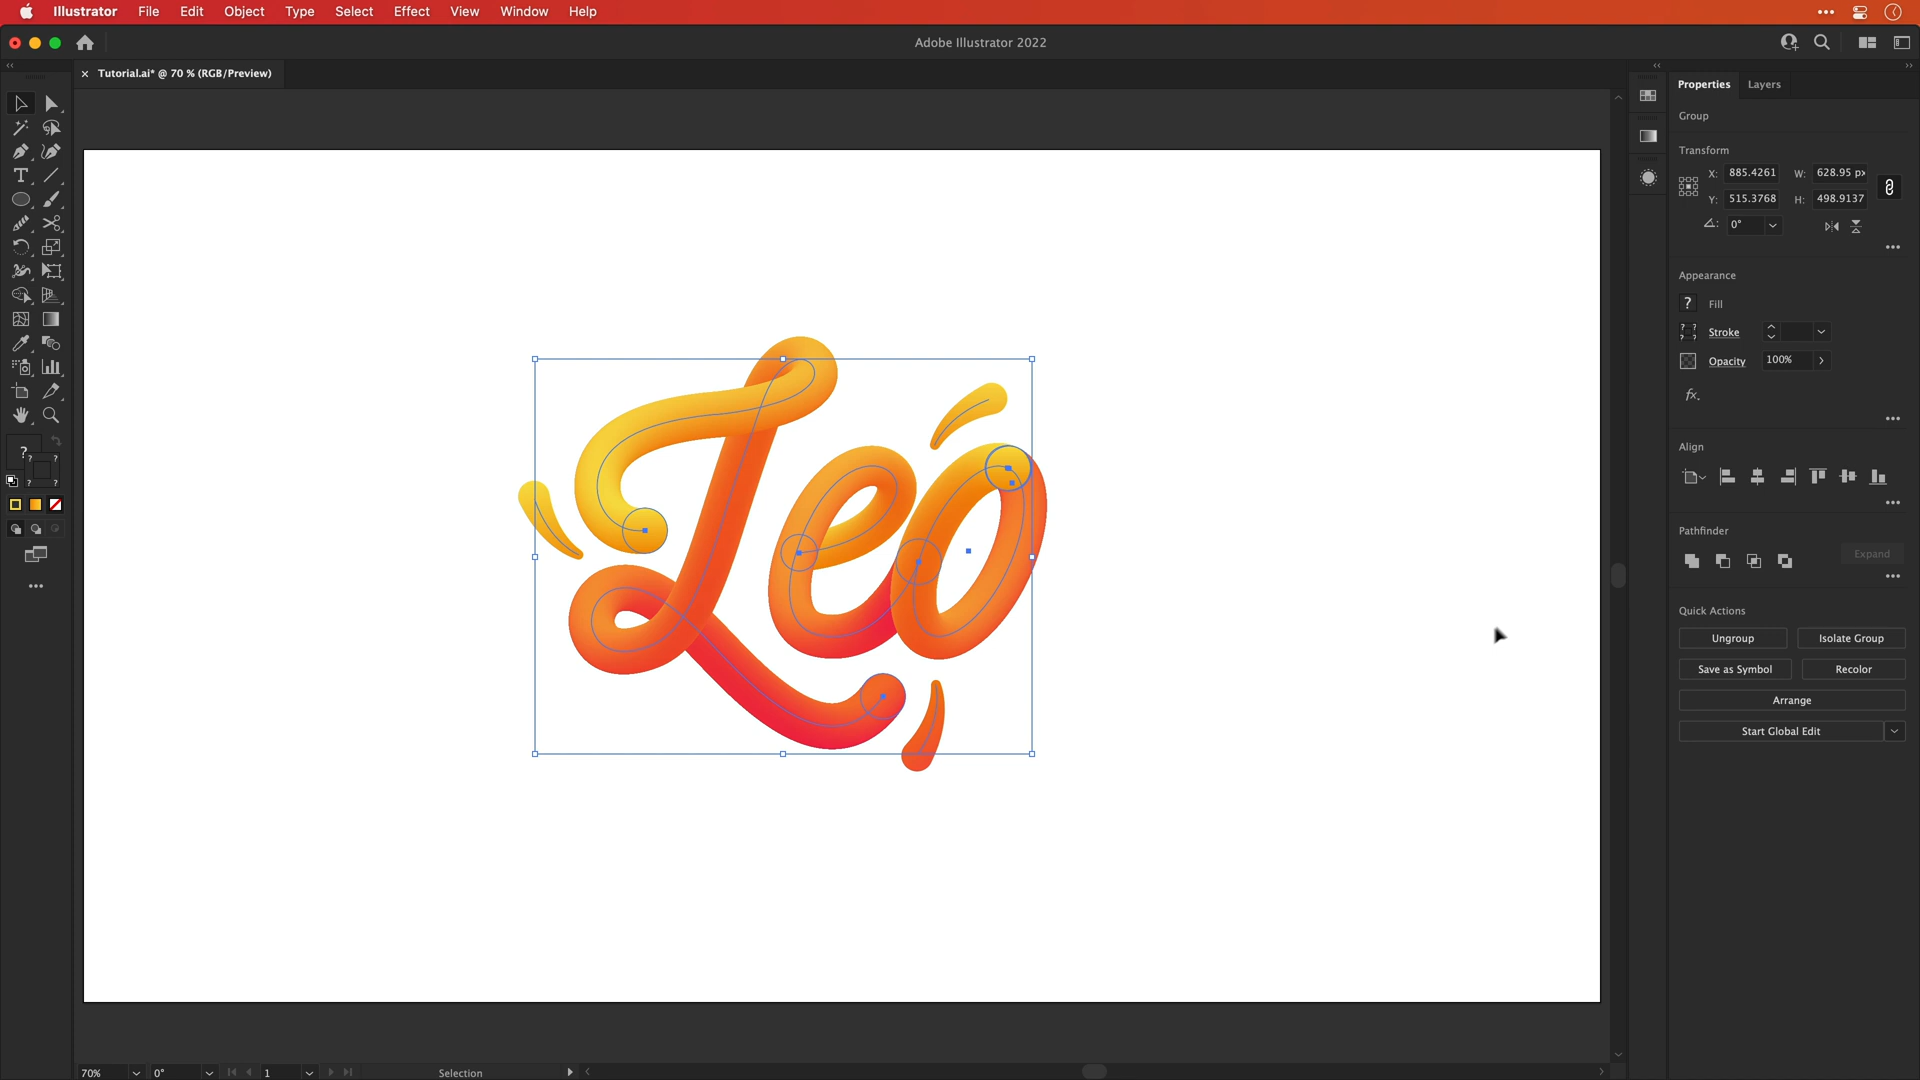 Illustrator File Edit Object Type Select Effect View Window Help
Adobe Illustrator 2022
Tutorial.ai* @ 70 % (RGB/Preview)
Properties Layers
Group
Transform
X: 885.4261 W: 628.95 px
Y: 515.3768 H: 498.9137
0°
Appearance
? Fill
Stroke
Opacity 100%
fx.
Align
Pathfinder
Expand
Quick Actions
Ungroup Isolate Group
Save as Symbol Recolor
Arrange
Start Global Edit
Leo
70% 0° 1 Selection